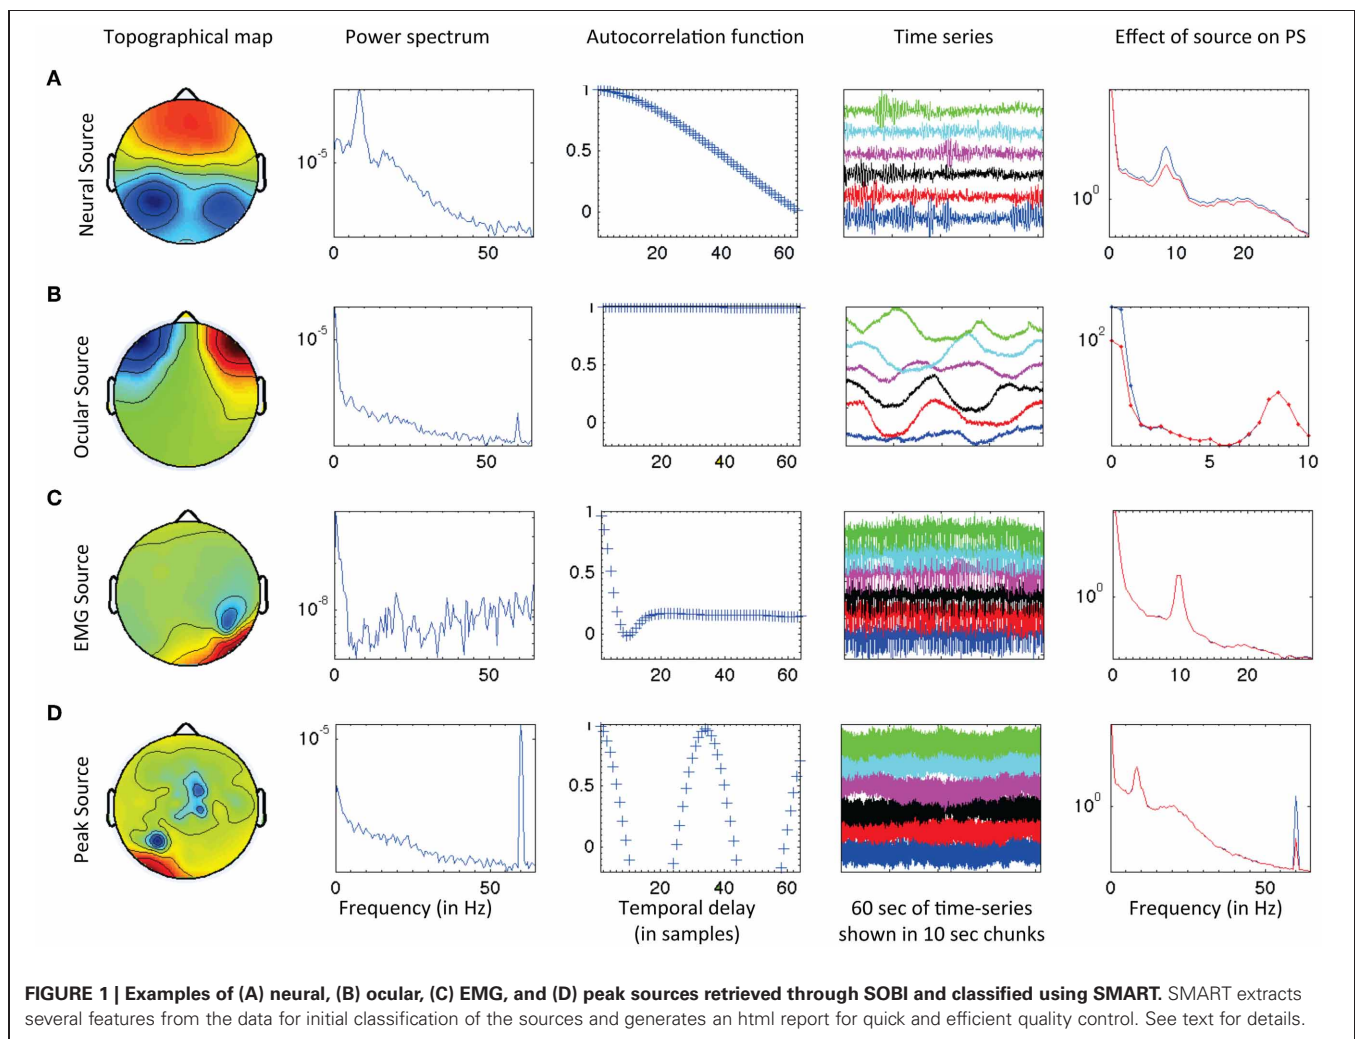 Topographical map Power spectrum Autocorrelation function Time series Effect of source on PS
A
Neural Source
10^-5
0 50
1
0.5
0
20 40 60
10^0
0 10 20
B
Ocular Source
10^-5
0 50
1
0.5
0
20 40 60
10^2
0 5 10
C
EMG Source
10^-8
0 50
1
0.5
0
20 40 60
10^0
0 10 20
D
Peak Source
10^-5
0 50
1
0.5
0
20 40 60
10^0
0 50
Frequency (in Hz) Temporal delay 60 sec of time-series Frequency (in Hz)
(in samples) shown in 10 sec chunks
FIGURE 1 | Examples of (A) neural, (B) ocular, (C) EMG, and (D) peak sources retrieved through SOBI and classified using SMART. SMART extracts
several features from the data for initial classification of the sources and generates an html report for quick and efficient quality control. See text for details.